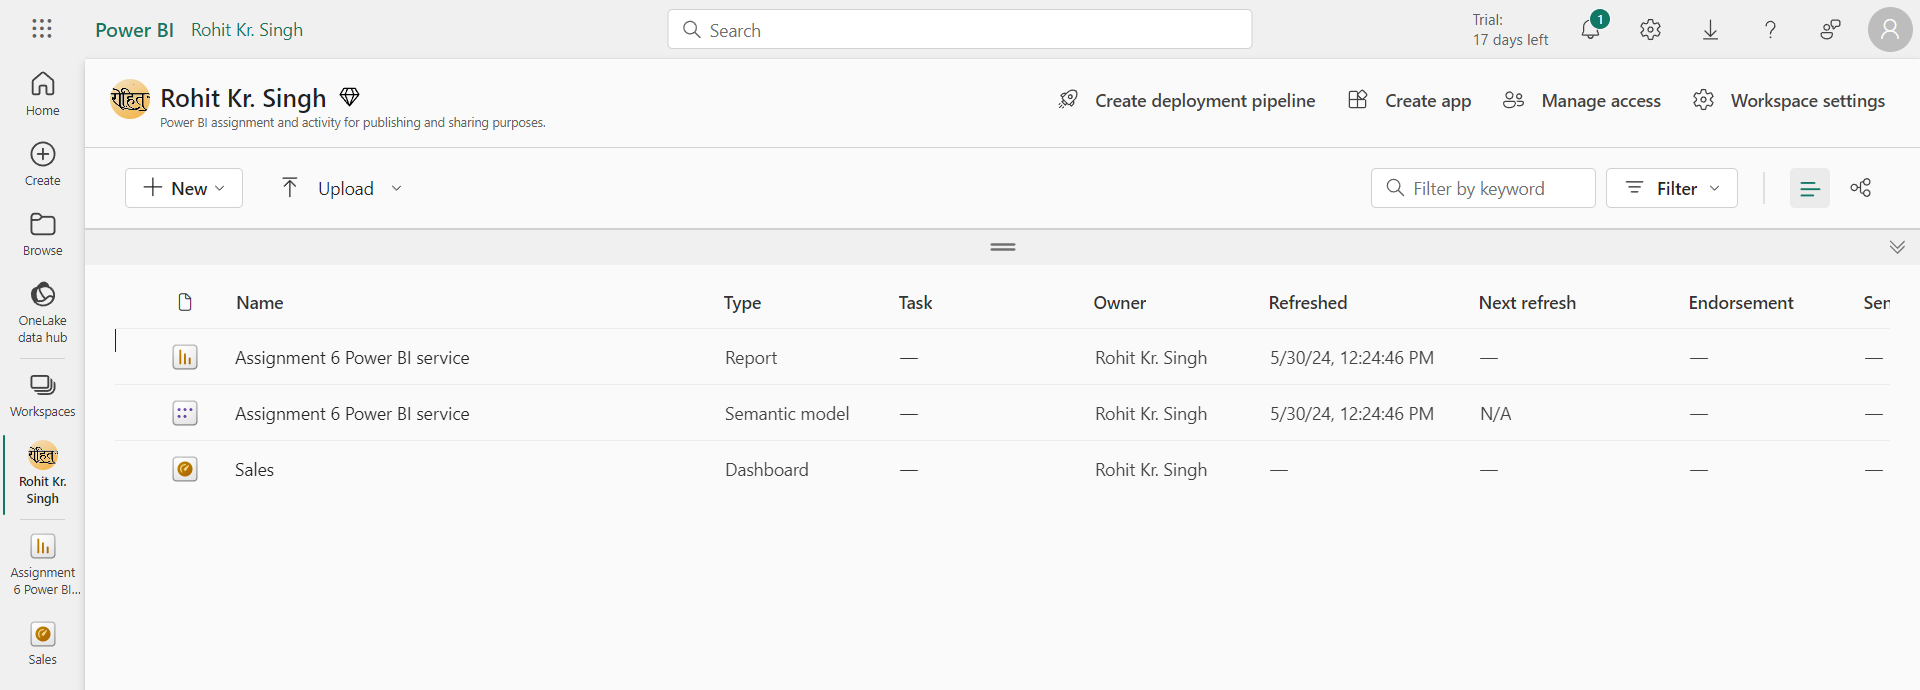 Power BI Rohit Kr. Singh
Search
Trial:
17 days left
1
Home
Create
Browse
OneLake
data hub
Workspaces
रोहित
Rohit Kr.
Singh
Assignment
6 Power BI...
Sales
रोहित
Rohit Kr. Singh
Power BI assignment and activity for publishing and sharing purposes.
Create deployment pipeline
Create app
Manage access
Workspace settings
New
Upload
Filter by keyword
Filter
Name Type Task Owner Refreshed Next refresh Endorsement Sen
Assignment 6 Power BI service Report — Rohit Kr. Singh 5/30/24, 12:24:46 PM — — —
Assignment 6 Power BI service Semantic model — Rohit Kr. Singh 5/30/24, 12:24:46 PM N/A — —
Sales Dashboard — Rohit Kr. Singh — — — —